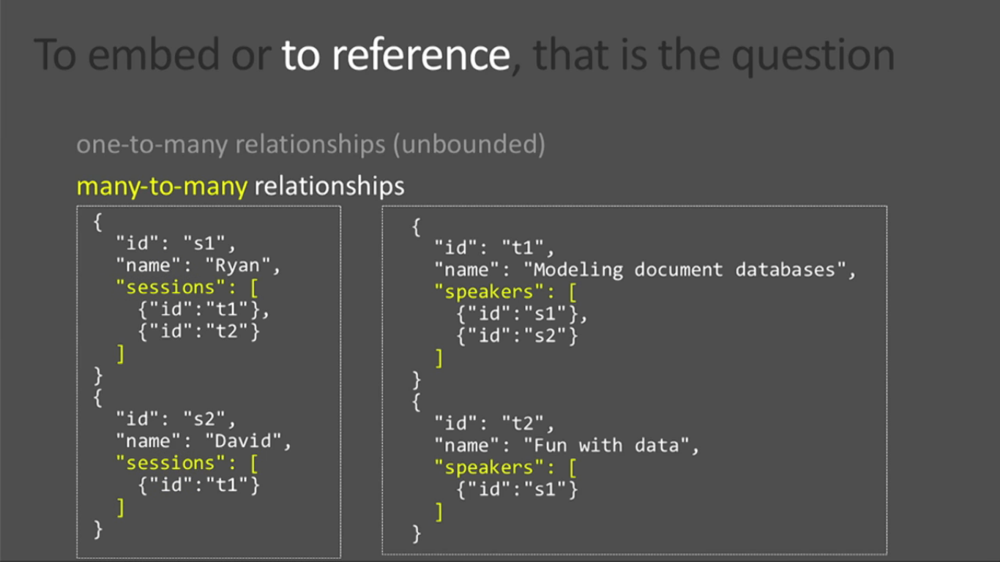 To embed or to reference, that is the question
one-to-many relationships (unbounded)
many-to-many relationships
{
"id": "s1",
"name": "Ryan",
"sessions": [
{"id":"t1"},
{"id":"t2"}
]
}
{
"id": "s2",
"name": "David",
"sessions": [
{"id":"t1"}
]
}
{
"id": "t1",
"name": "Modeling document databases",
"speakers": [
{"id":"s1"},
{"id":"s2"}
]
}
{
"id": "t2",
"name": "Fun with data",
"speakers": [
{"id":"s1"}
]
}